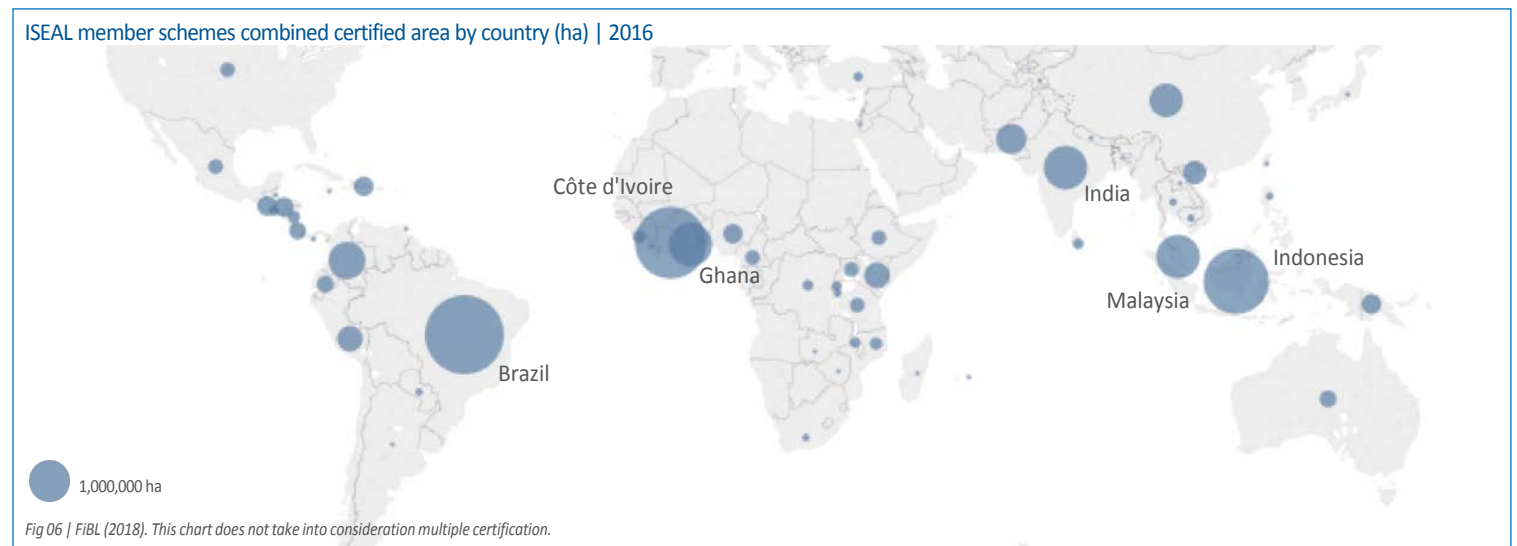 ISEAL member schemes combined certified area by country (ha) | 2016
Côte d'Ivoire
India
Ghana
Indonesia
Malaysia
Brazil
1,000,000 ha
Fig 06 | FiBL (2018). This chart does not take into consideration multiple certification.